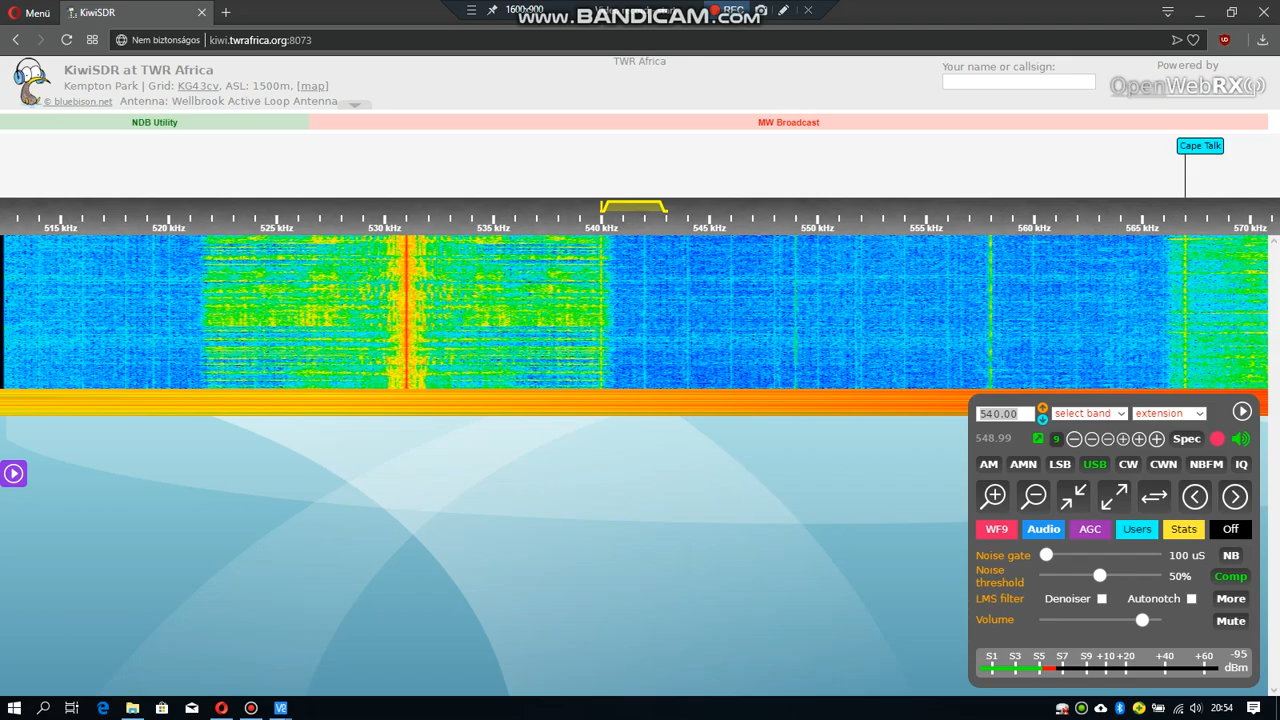 Menü
KiwiSDR
1600x900
REC
www.BANDICAM.com
Nem biztonságos
kiwi.twrafrica.org:8073
KiwiSDR at TWR Africa
Kempton Park | Grid: KG43cv, ASL: 1500m, [map]
© bluebison.net
Antenna: Wellbrook Active Loop Antenna
TWR Africa
Your name or callsign:
Powered by
OpenWebRX
NDB Utility
MW Broadcast
Cape Talk
515 kHz 520 kHz 525 kHz 530 kHz 535 kHz 540 kHz 545 kHz 550 kHz 555 kHz 560 kHz 565 kHz 570 kHz
540.00 select band extension
548.99 9 Spec
AM AMN LSB USB CW CWN NBFM IQ
WF9 Audio AGC Users Stats Off
Noise gate 100 uS NB
Noise threshold 50% Comp
LMS filter Denoiser Autonotch More
Volume Mute
S1 S3 S5 S7 S9 +10 +20 +40 +60 -95 dBm
20:54